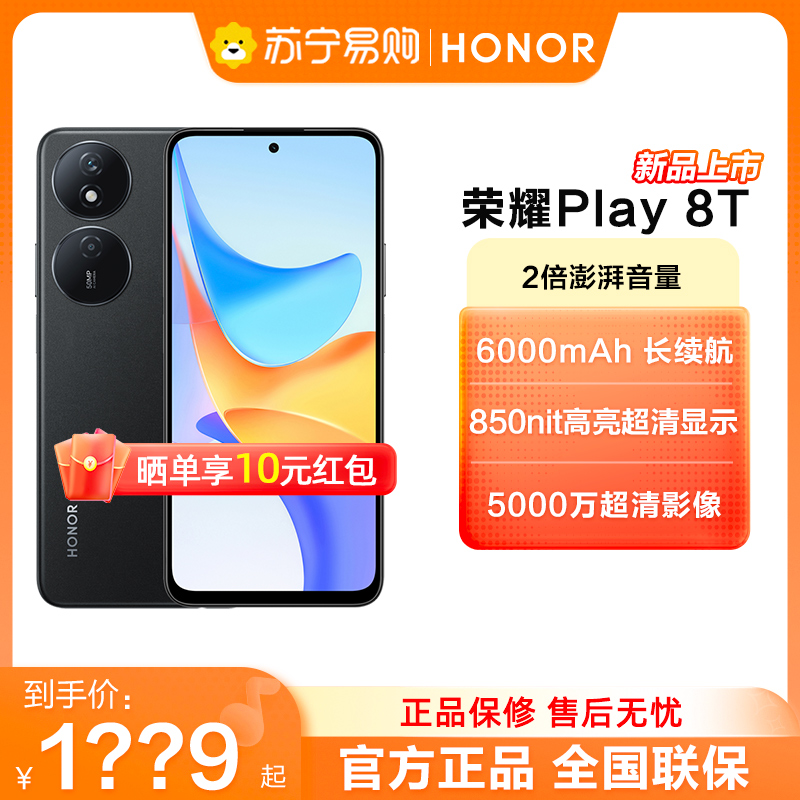 苏宁易购 | HONOR
新品上市
荣耀Play 8T
2倍澎湃音量
6000mAh 长续航
850nit高亮超清显示
5000万超清影像
50MP
晒单享10元红包
¥
HONOR
到手价:
¥1??9起
正品保修 售后无忧
官方正品 全国联保